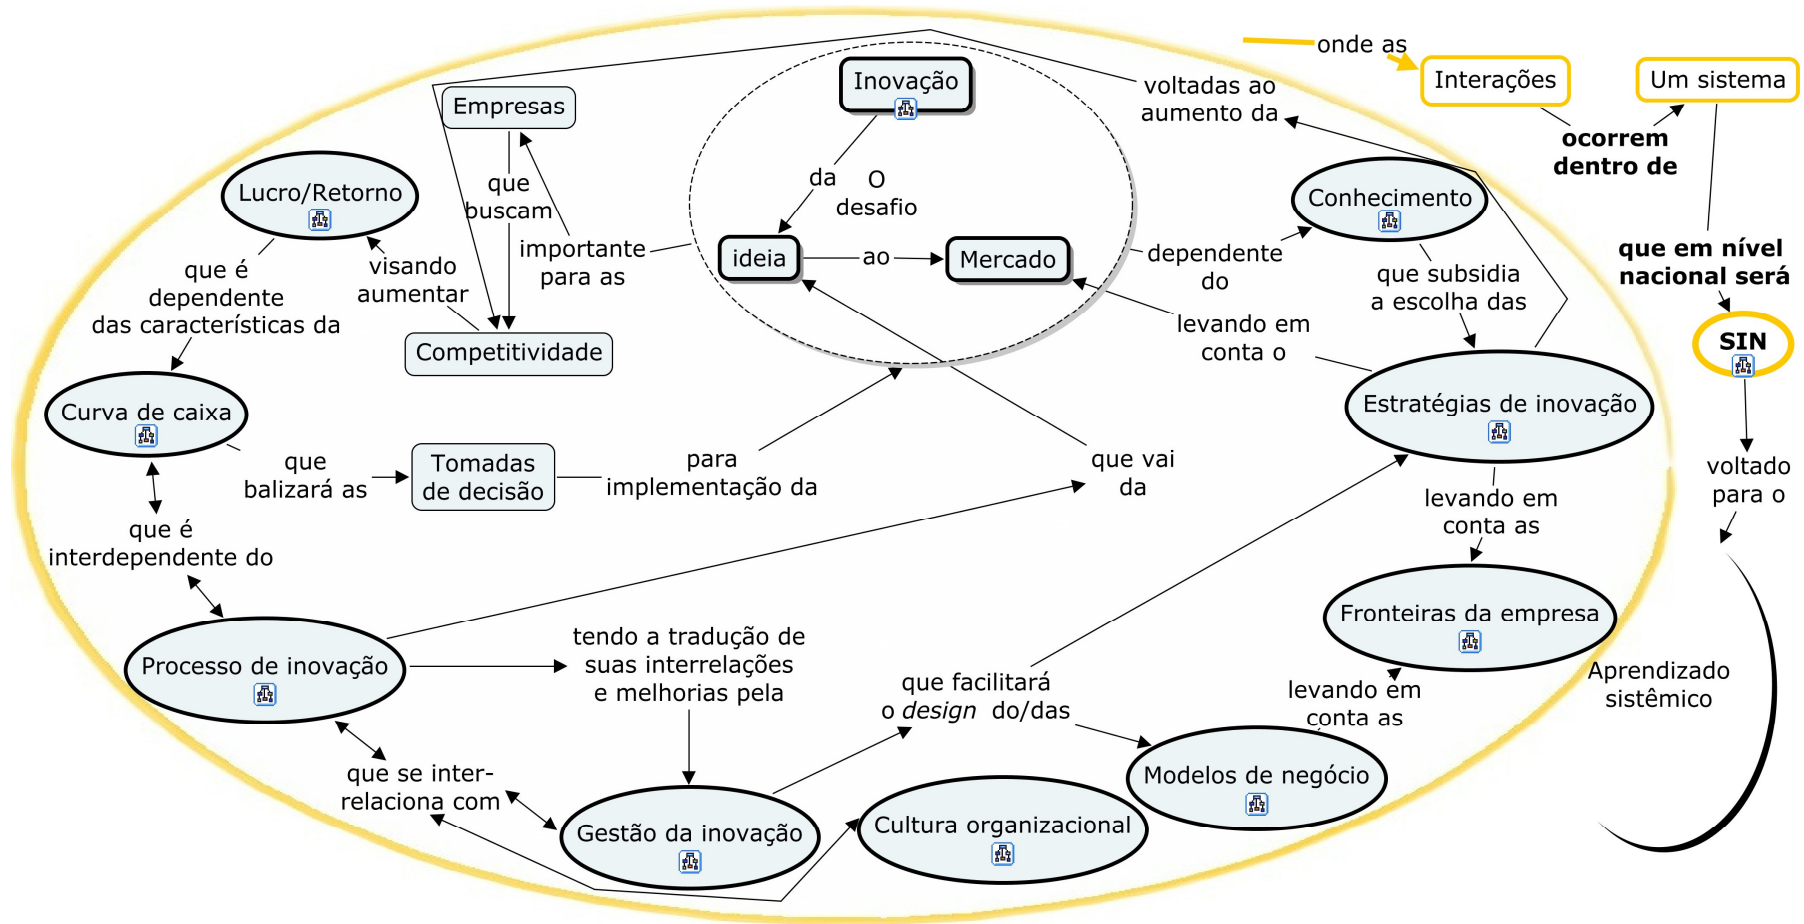 onde as
Interações
Um sistema
ocorrem
dentro de
que em nível
nacional será
SIN
voltado
para o
Aprendizado
sistêmico
Inovação
da
O
desafio
ideia
ao
Mercado
Empresas
que
buscam
importante
para as
Competitividade
visando
aumentar
Lucro/Retorno
que é
dependente
das características da
Curva de caixa
que
balizará as
Tomadas
de decisão
para
implementação da
que é
interdependente do
Processo de inovação
que vai
da
tendo a tradução de
suas interrelações
e melhorias pela
que se inter-
relaciona com
Gestão da inovação
Cultura organizacional
que facilitará
o design do/das
Modelos de negócio
levando em
conta as
Fronteiras da empresa
levando em
conta as
Estratégias de inovação
levando em
conta o
que subsidia
a escolha das
Conhecimento
dependente
do
voltadas ao
aumento da